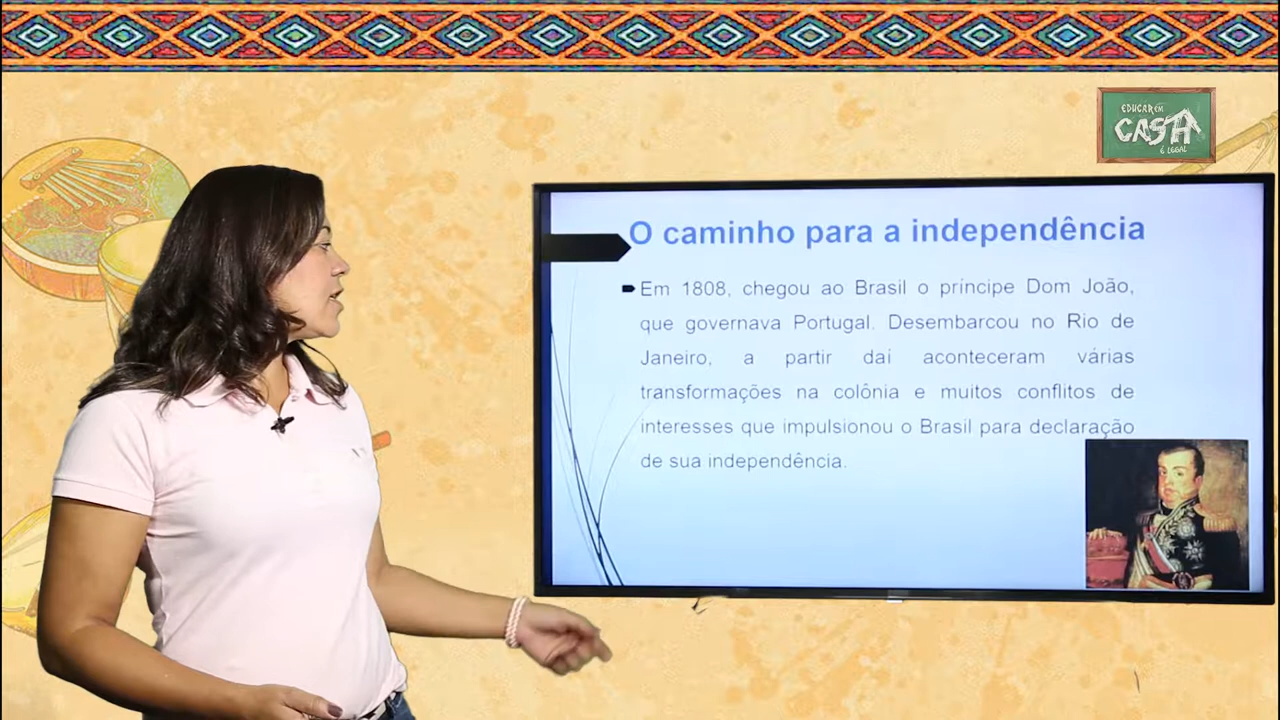 EDUCAR EM
CASA
É LEGAL
O caminho para a independência
Em 1808, chegou ao Brasil o príncipe Dom João,
que governava Portugal. Desembarcou no Rio de
Janeiro, a partir daí aconteceram várias
transformações na colônia e muitos conflitos de
interesses que impulsionou o Brasil para declaração
de sua independência.